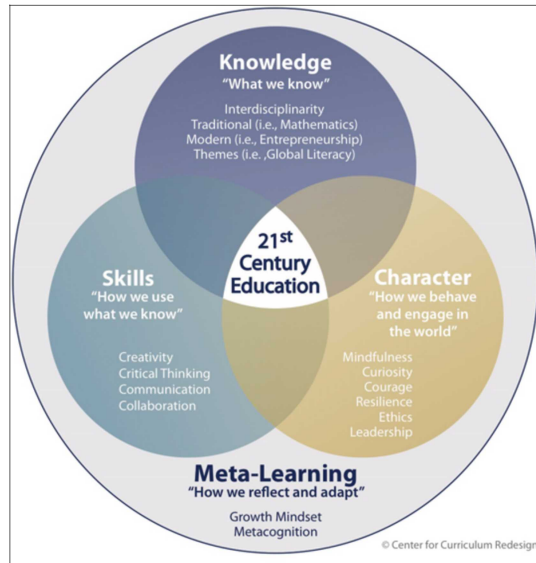 Knowledge
“What we know”
Interdisciplinarity
Traditional (i.e., Mathematics)
Modern (i.e., Entrepreneurship)
Themes (i.e. ,Global Literacy)
21st
Century
Education
Skills
“How we use
what we know”
Creativity
Critical Thinking
Communication
Collaboration
Character
“How we behave
and engage in
the world”
Mindfulness
Curiosity
Courage
Resilience
Ethics
Leadership
Meta-Learning
“How we reflect and adapt”
Growth Mindset
Metacognition
© Center for Curriculum Redesign